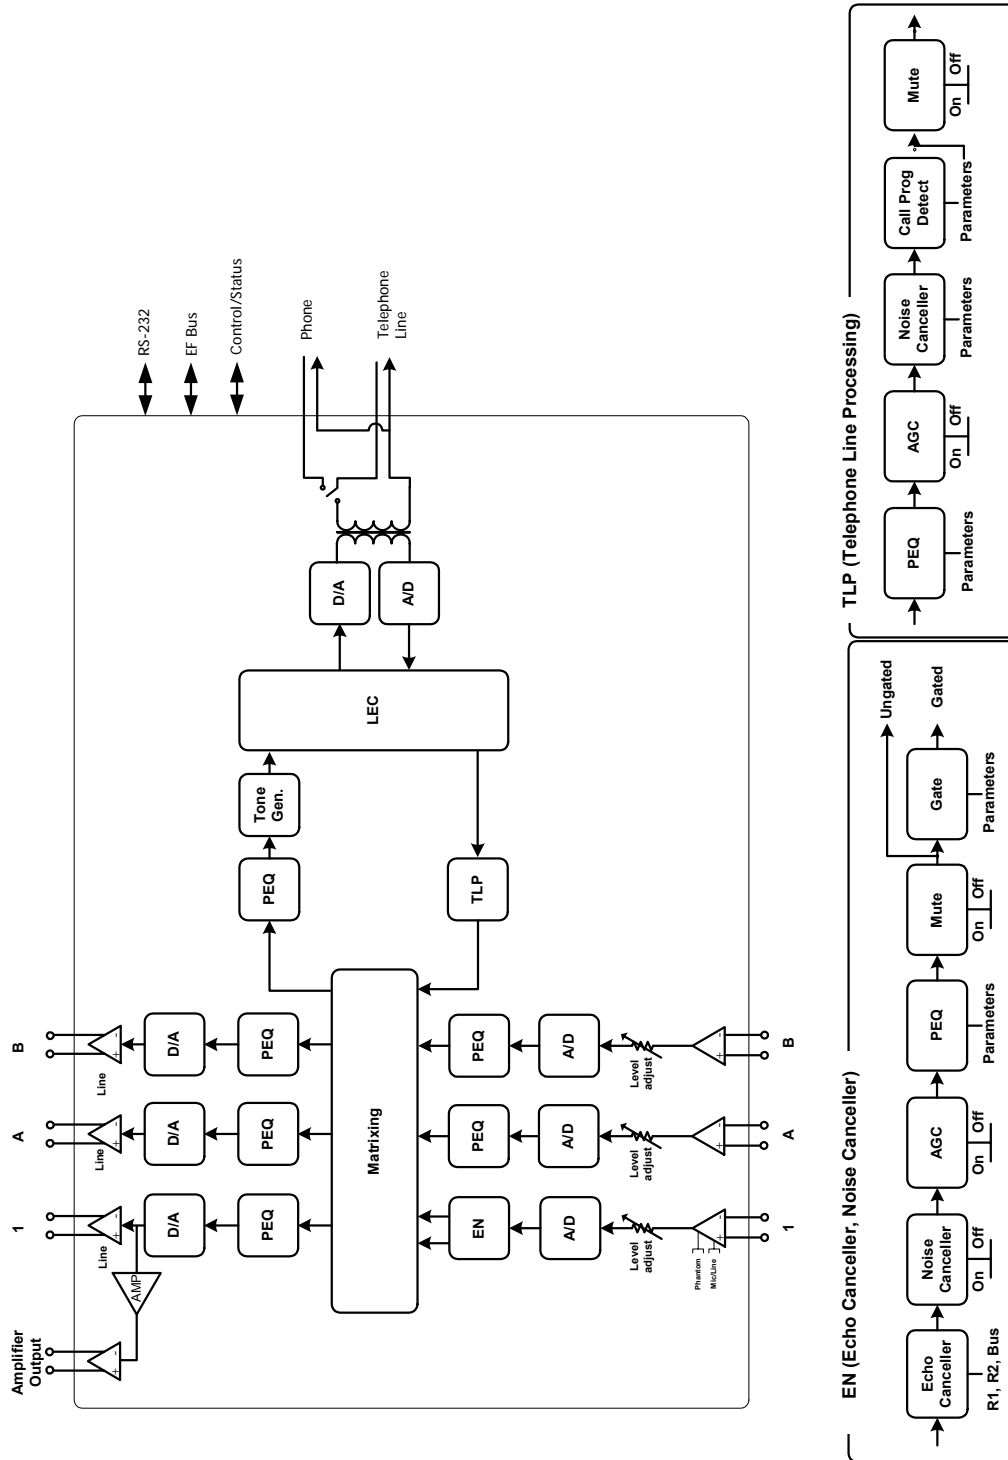 Amplifier
Output
1
A
B
AMP
Line
Line
Line
+
-
+
-
+
-
+
-
D/A
D/A
D/A
PEQ
PEQ
PEQ
Matrixing
EN
PEQ
PEQ
A/D
A/D
A/D
Level
adjust
Level
adjust
Level
adjust
Phantom
Mic/Line
+
-
+
-
+
-
1
A
B
PEQ
Tone
Gen.
TLP
LEC
D/A
A/D
RS-232
EF Bus
Control/Status
Phone
Telephone
Line
EN (Echo Canceller, Noise Canceller)
Echo
Canceller
R1, R2, Bus
Noise
Canceller
On
Off
AGC
On
Off
PEQ
Parameters
Mute
On
Off
Gate
Parameters
Ungated
Gated
TLP (Telephone Line Processing)
PEQ
Parameters
AGC
On
Off
Noise
Canceller
Parameters
Call Prog
Detect
Parameters
Mute
On
Off